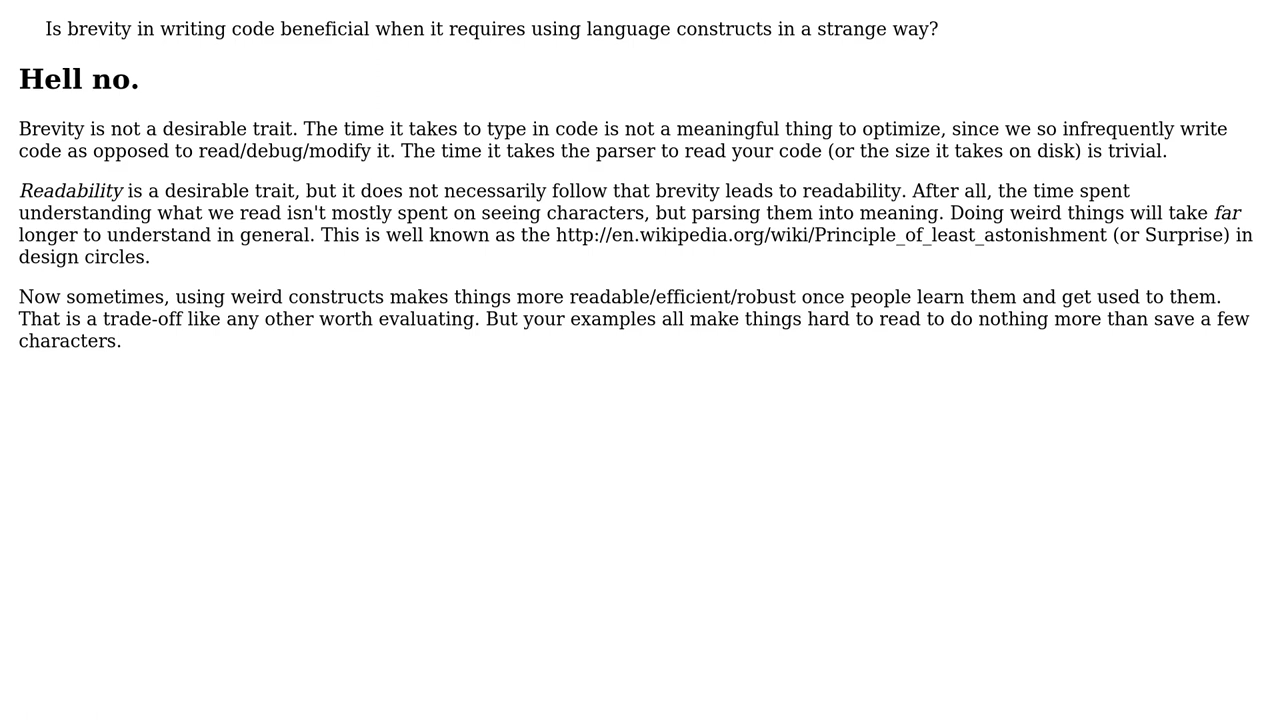 Is brevity in writing code beneficial when it requires using language constructs in a strange way?
Hell no.
Brevity is not a desirable trait. The time it takes to type in code is not a meaningful thing to optimize, since we so infrequently write
code as opposed to read/debug/modify it. The time it takes the parser to read your code (or the size it takes on disk) is trivial.
Readability is a desirable trait, but it does not necessarily follow that brevity leads to readability. After all, the time spent
understanding what we read isn't mostly spent on seeing characters, but parsing them into meaning. Doing weird things will take far
longer to understand in general. This is well known as the http://en.wikipedia.org/wiki/Principle_of_least_astonishment (or Surprise) in
design circles.
Now sometimes, using weird constructs makes things more readable/efficient/robust once people learn them and get used to them.
That is a trade-off like any other worth evaluating. But your examples all make things hard to read to do nothing more than save a few
characters.